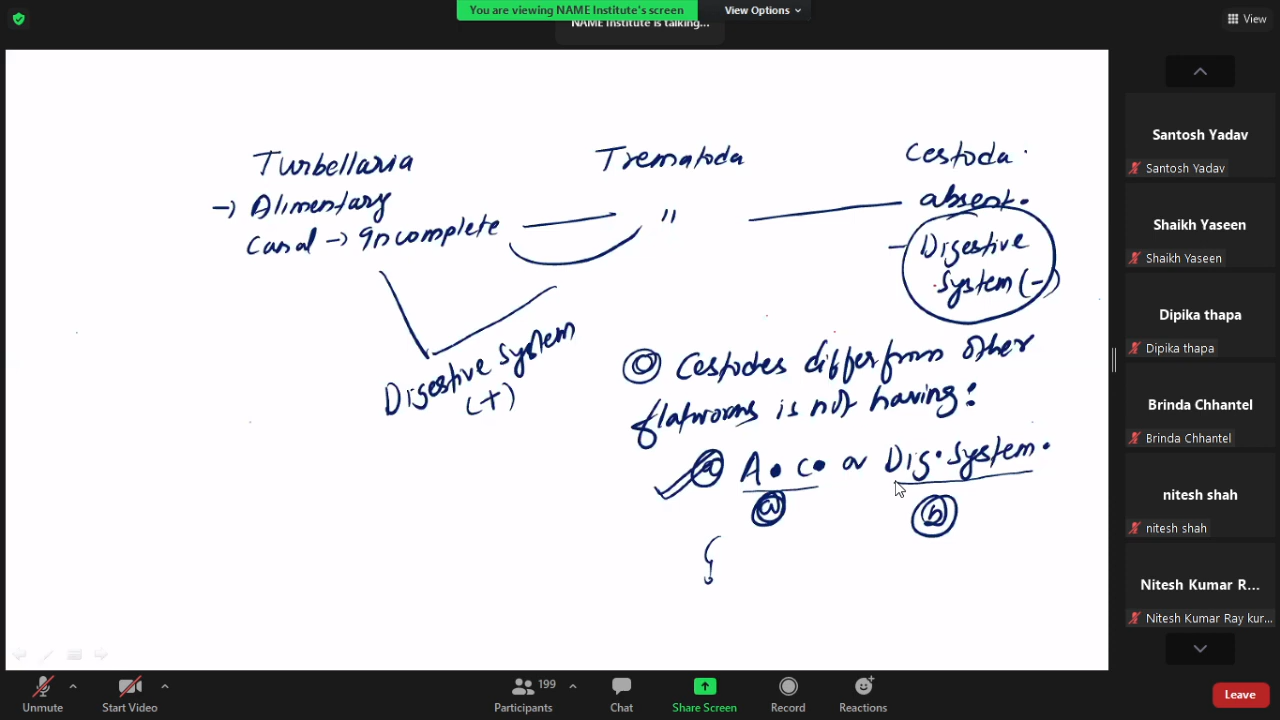 You are viewing NAME Institute's screen
View Options
NAME Institute is talking...
View
Turbellaria
Trematoda
Cestoda.
→ Alimentary
Canal → Incomplete
"
absent.
- Digestive
System (-)
Digestive System
(+)
Cestodes differ from other
flatworms is not having:
(a) A.C. or Dig. System.
(a)
(b)
Santosh Yadav
Santosh Yadav
Shaikh Yaseen
Shaikh Yaseen
Dipika thapa
Dipika thapa
Brinda Chhantel
Brinda Chhantel
nitesh shah
nitesh shah
Nitesh Kumar R...
Nitesh Kumar Ray kur...
Unmute
Start Video
199
Participants
Chat
Share Screen
Record
Reactions
Leave